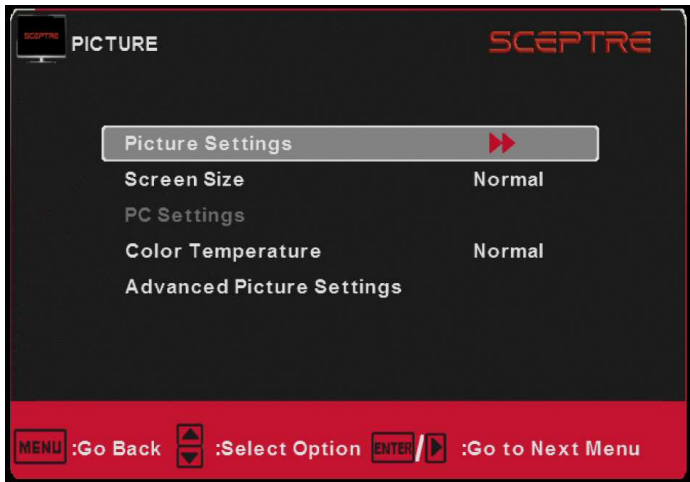 SCEPTRE
PICTURE
SCEPTRE
Picture Settings
Screen Size Normal
PC Settings
Color Temperature Normal
Advanced Picture Settings
MENU :Go Back :Select Option ENTER/ :Go to Next Menu